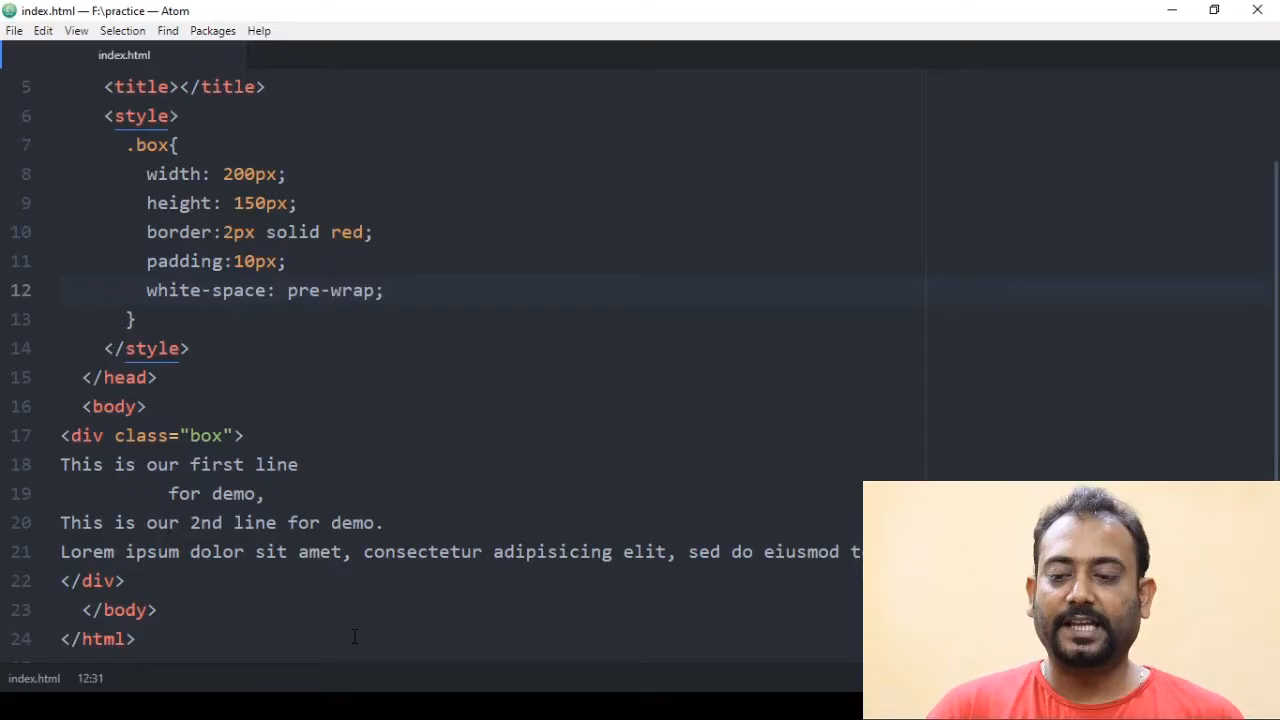 index.html — F:\practice — Atom
File Edit View Selection Find Packages Help
index.html
5 <title></title>
6 <style>
7 .box{
8 width: 200px;
9 height: 150px;
10 border:2px solid red;
11 padding:10px;
12 white-space: pre-wrap;
13 }
14 </style>
15 </head>
16 <body>
17 <div class="box">
18 This is our first line
19 for demo,
20 This is our 2nd line for demo.
21 Lorem ipsum dolor sit amet, consectetur adipisicing elit, sed do eiusmod
22 </div>
23 </body>
24 </html>
index.html 12:31